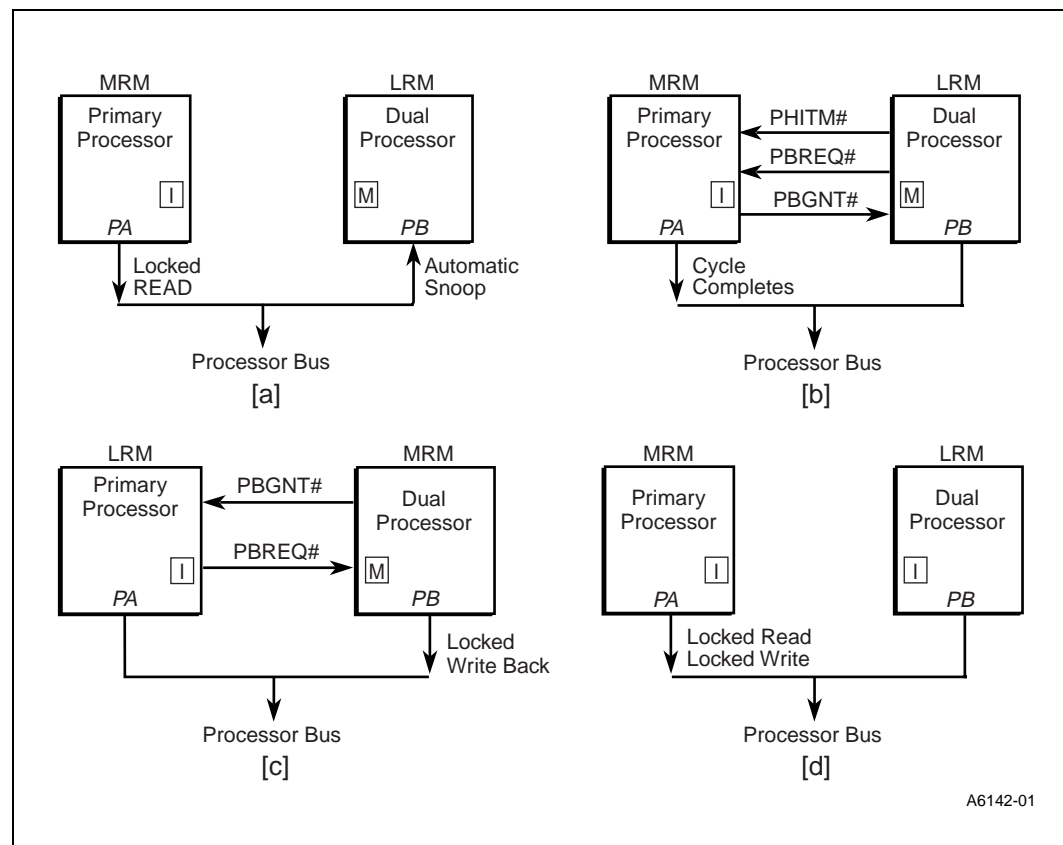 MRM
Primary
Processor
I
PA
Locked
READ
LRM
Dual
Processor
M
PB
Automatic
Snoop
Processor Bus
[a]
MRM
Primary
Processor
I
PA
PHITM#
PBREQ#
PBGNT#
LRM
Dual
Processor
M
PB
Cycle
Completes
Processor Bus
[b]
LRM
Primary
Processor
I
PA
PBGNT#
PBREQ#
MRM
Dual
Processor
M
PB
Locked
Write Back
Processor Bus
[c]
MRM
Primary
Processor
I
PA
Locked Read
Locked Write
LRM
Dual
Processor
I
PB
Processor Bus
[d]
A6142-01